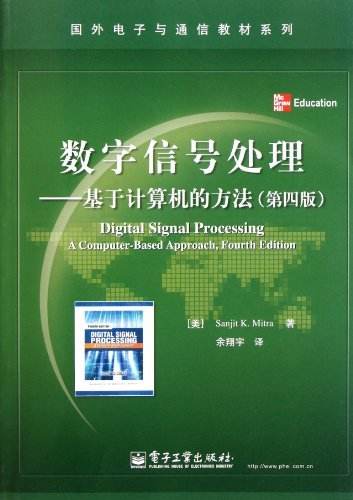 国外电子与通信教材系列
Mc
Graw
Hill
Education
数字信号处理
——基于计算机的方法(第四版)
Digital Signal Processing
A Computer-Based Approach, Fourth Edition
FOURTH EDITION
DIGITAL SIGNAL
PROCESSING
[美] Sanjit K. Mitra 著
余翔宇 译
电子工业出版社
PUBLISHING HOUSE OF ELECTRONICS INDUSTRY
http://www.phei.com.cn